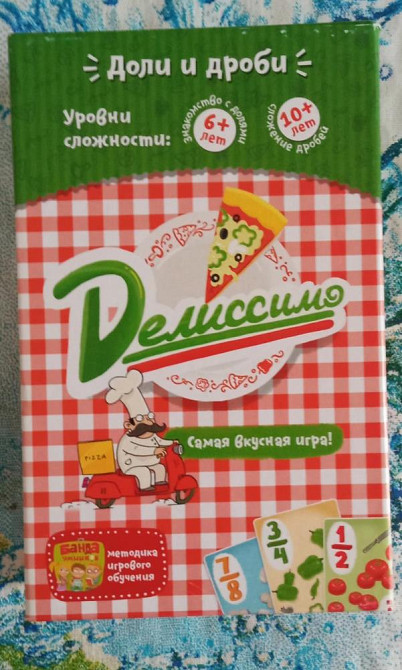 Доли и дроби
Уровни
сложности:
6+
лет
знакомство с долями
10+
лет
сложение дробей
Делиссимо
Самая вкусная игра!
PIZZA
БАНДА
УМНИКОВ
методика
игрового
обучения
7/8
3/4
1/2